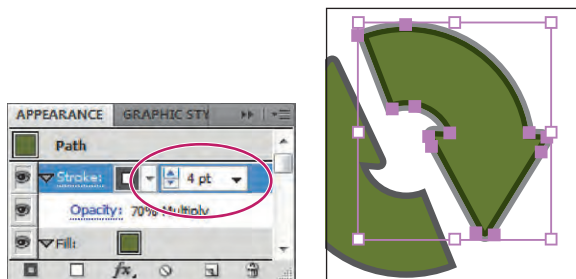 APPEARANCE GRAPHIC STY
Path
Stroke: 4 pt
Opacity: 70% Multiply
Fill:
fx